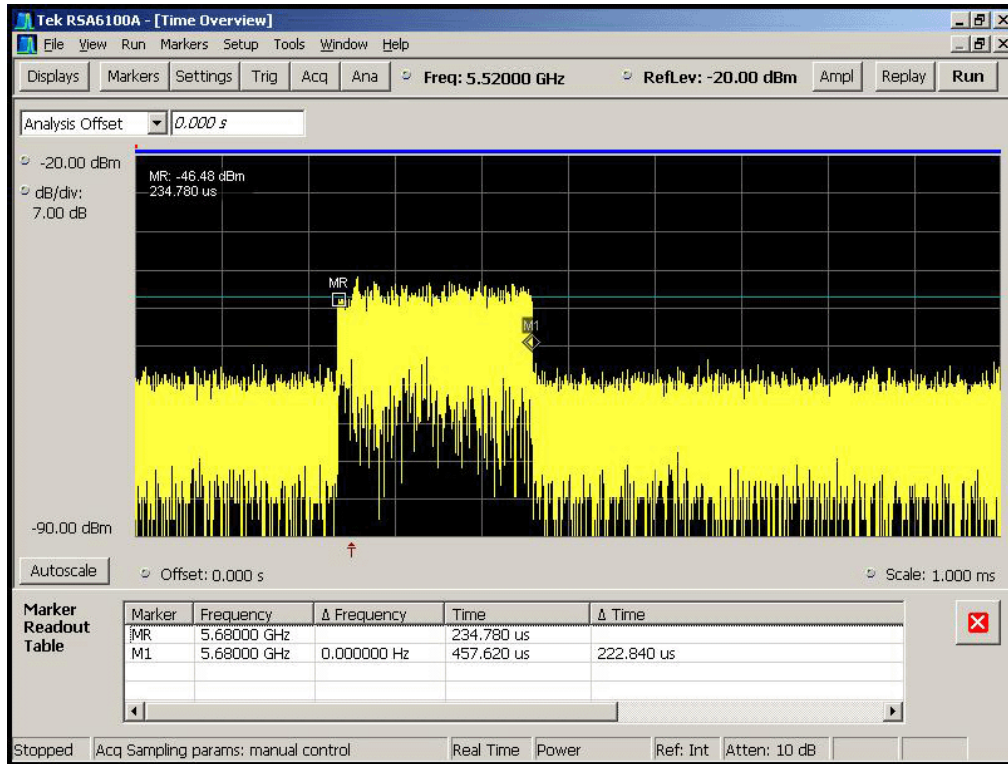 Tek RSA6100A - [Time Overview]
File View Run Markers Setup Tools Window Help
Displays Markers Settings Trig Acq Ana Freq: 5.52000 GHz RefLev: -20.00 dBm Ampl Replay Run
Analysis Offset 0.000 s
-20.00 dBm
dB/div:
7.00 dB
MR: -46.48 dBm
234.780 us
MR
M1
-90.00 dBm
Autoscale Offset: 0.000 s Scale: 1.000 ms
Marker Readout Table
Marker Frequency Δ Frequency Time Δ Time
MR 5.68000 GHz 234.780 us
M1 5.68000 GHz 0.000000 Hz 457.620 us 222.840 us
Stopped Acq Sampling params: manual control Real Time Power Ref: Int Atten: 10 dB